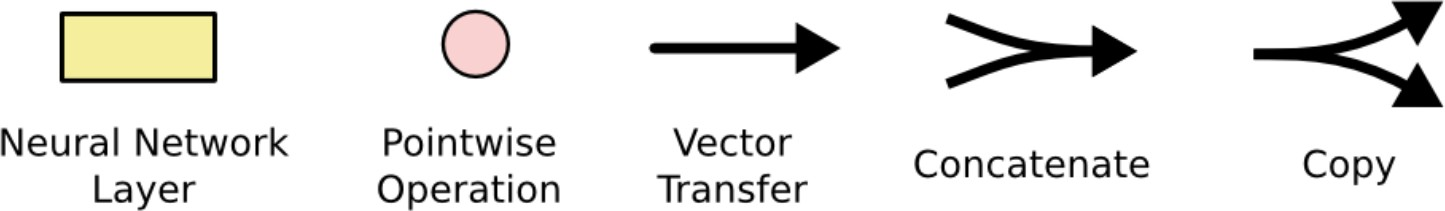 Neural Network
Layer
Pointwise
Operation
Vector
Transfer
Concatenate
Copy